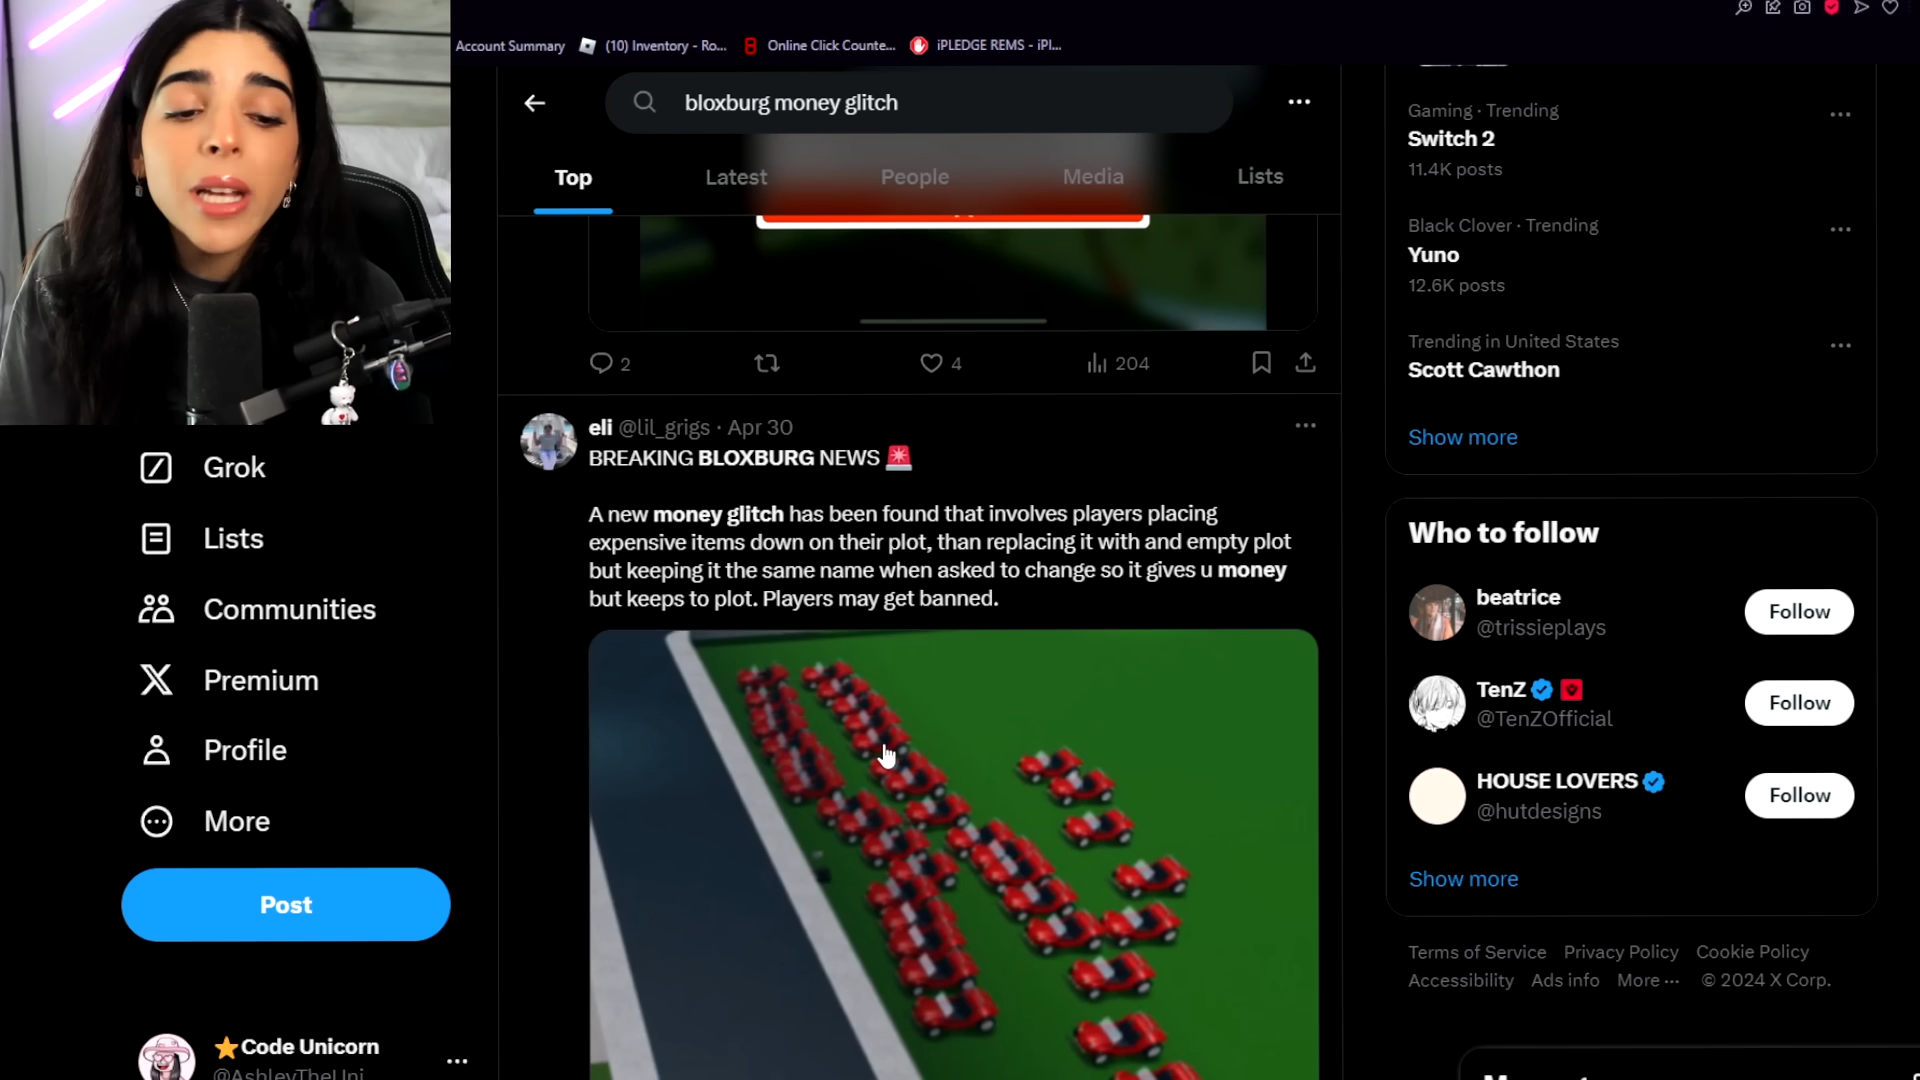 Account Summary
(10) Inventory - Ro...
Online Click Counte...
iPLEDGE REMS - iPl...
bloxburg money glitch
Top
Latest
People
Media
Lists
2
4
204
eli @lil_grigs · Apr 30
BREAKING BLOXBURG NEWS
A new money glitch has been found that involves players placing
expensive items down on their plot, than replacing it with and empty plot
but keeping it the same name when asked to change so it gives u money
but keeps to plot. Players may get banned.
Grok
Lists
Communities
Premium
Profile
More
Post
Code Unicorn
@AshleyTheUni
Gaming · Trending
Switch 2
11.4K posts
Black Clover · Trending
Yuno
12.6K posts
Trending in United States
Scott Cawthon
Show more
Who to follow
beatrice
@trissieplays
Follow
TenZ
@TenZOfficial
Follow
HOUSE LOVERS
@hutdesigns
Follow
Show more
Terms of Service Privacy Policy Cookie Policy
Accessibility Ads info More ··· © 2024 X Corp.